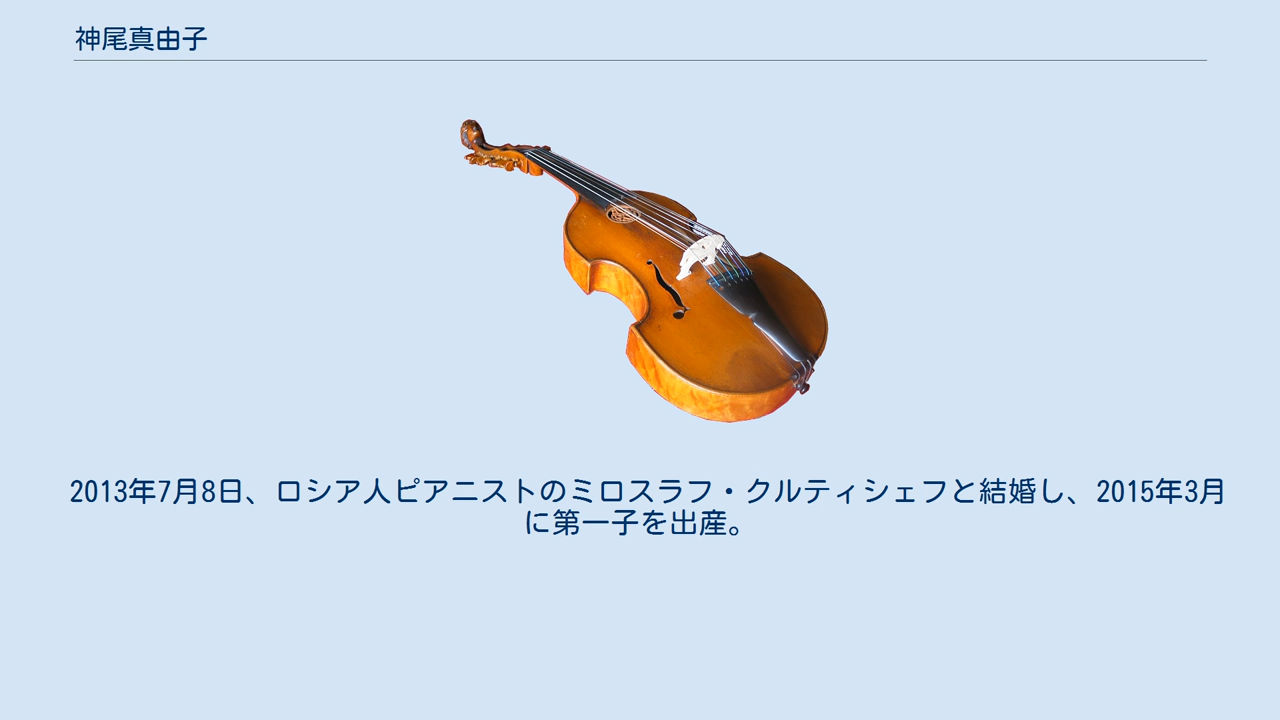 神尾真由子
2013年7月8日、ロシア人ピアニストのミロスラフ・クルティシェフと結婚し、2015年3月
に第一子を出産。